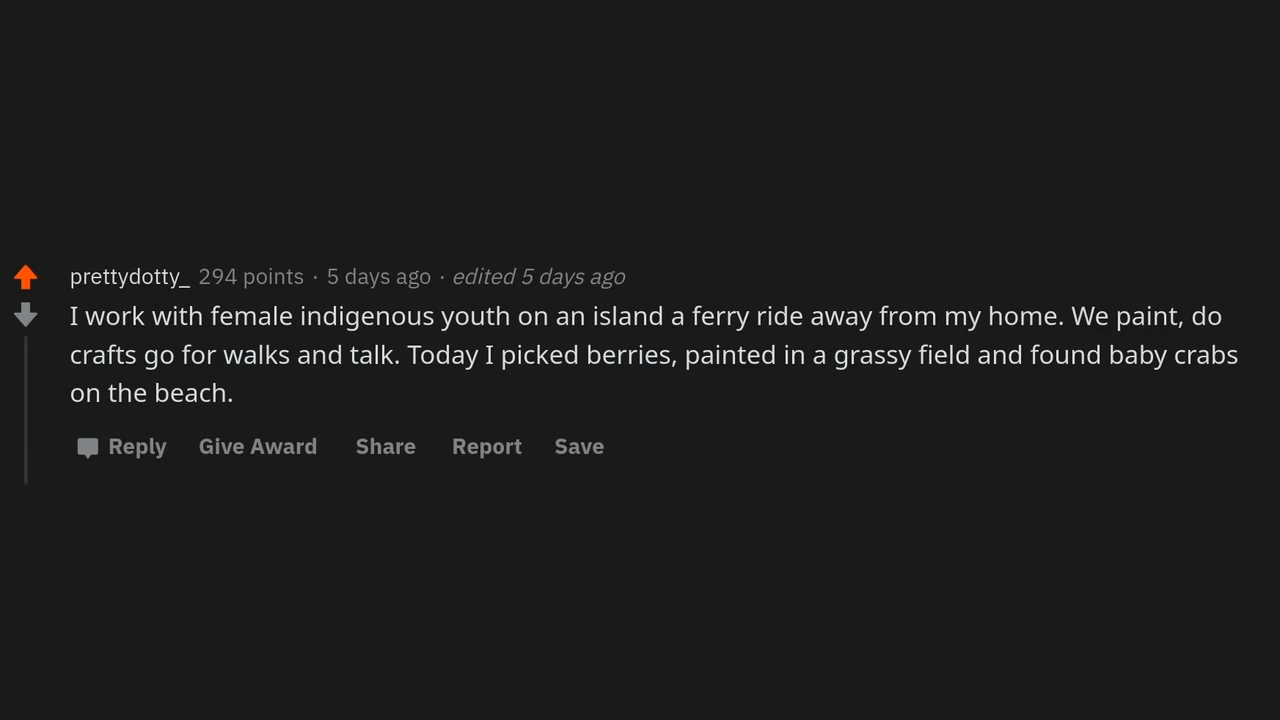 prettydotty_ 294 points · 5 days ago · edited 5 days ago
I work with female indigenous youth on an island a ferry ride away from my home. We paint, do
crafts go for walks and talk. Today I picked berries, painted in a grassy field and found baby crabs
on the beach.
Reply Give Award Share Report Save